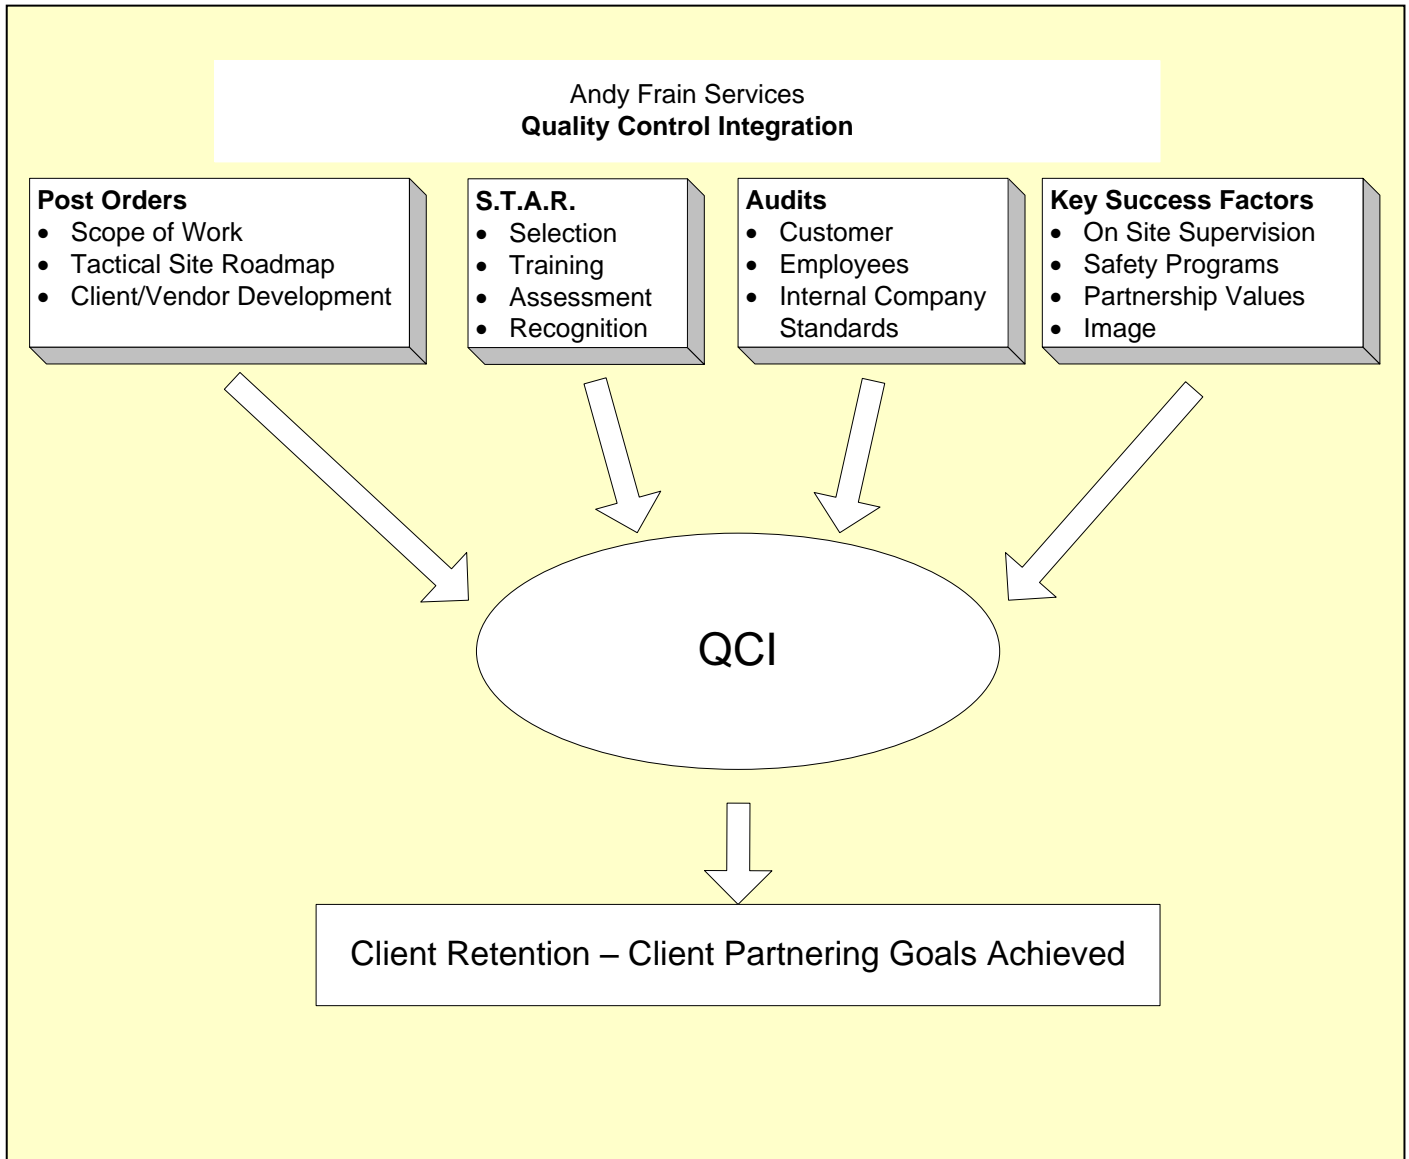 Andy Frain Services
Quality Control Integration
Post Orders
• Scope of Work
• Tactical Site Roadmap
• Client/Vendor Development
S.T.A.R.
• Selection
• Training
• Assessment
• Recognition
Audits
• Customer
• Employees
• Internal Company
Standards
Key Success Factors
• On Site Supervision
• Safety Programs
• Partnership Values
• Image
QCI
Client Retention – Client Partnering Goals Achieved